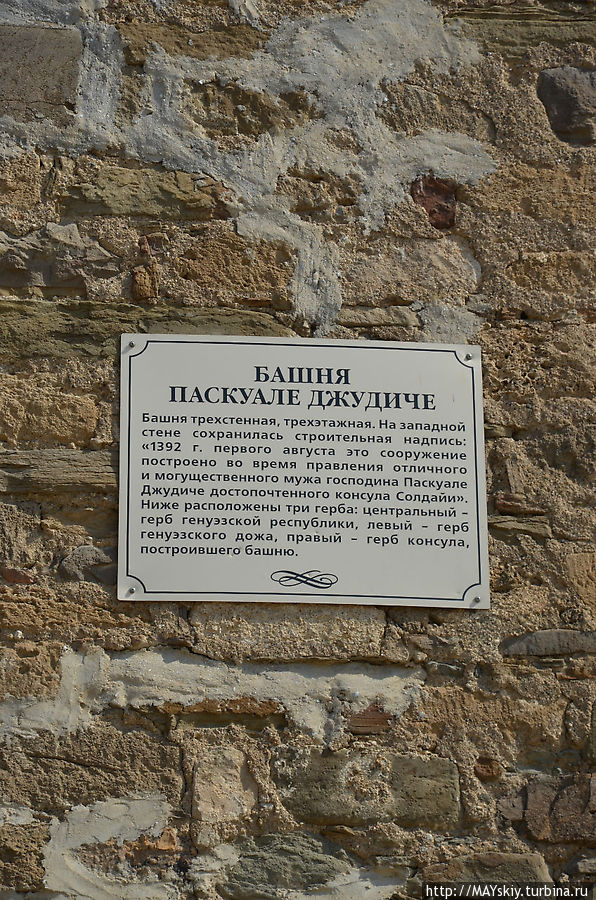 БАШНЯ
ПАСКУАЛЕ ДЖУДИЧЕ
Башня трехстенная, трехэтажная. На западной
стене сохранилась строительная надпись:
«1392 г. первого августа это сооружение
построено во время правления отличного
и могущественного мужа господина Паскуале
Джудиче достопочтенного консула Солдайи».
Ниже расположены три герба: центральный –
герб генуэзской республики, левый – герб
генуэзского дожа, правый – герб консула,
построившего башню.
http://MAYskiy.turbina.ru